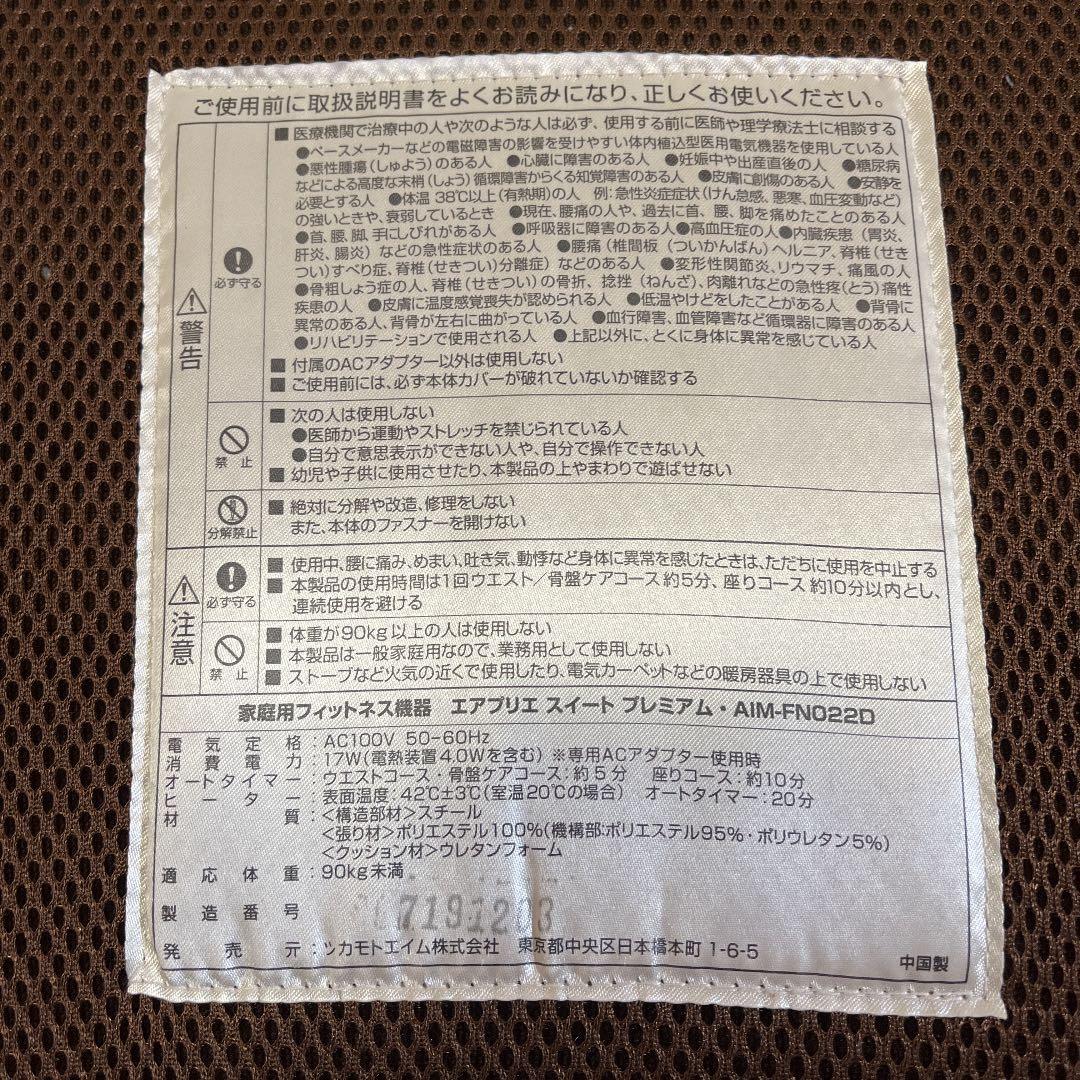 ご使用前に取扱説明書をよくお読みになり、正しくお使いください。
■ 医療機関で治療中の人や次のような人は必ず、使用する前に医師や理学療法士に相談する
●ペースメーカーなどの電磁障害の影響を受けやすい体内植込型医用電気機器を使用している人
●悪性腫瘍(しゅよう)のある人 ●心臓に障害のある人 ●妊娠中や出産直後の人 ●糖尿病
などによる高度な末梢(しょう)循環障害からくる知覚障害のある人 ●皮膚に創傷のある人 ●安静を
必要とする人 ●体温 38℃以上(有熱期)の人 例:急性炎症症状(けん怠感、悪寒、血圧変動など)
の強いときや、衰弱しているとき ●現在、腰痛の人や、過去に首、腰、脚を痛めたことのある人
●首、腰、脚、手にしびれがある人 ●呼吸器に障害のある人●高血圧症の人●内臓疾患(胃炎、
肝炎、腸炎)などの急性症状のある人 ●腰痛(椎間板(ついかんばん)ヘルニア、脊椎(せき
つい)すべり症、脊椎(せきつい)分離症)などのある人 ●変形性関節炎、リウマチ、痛風の人
●骨粗しょう症の人、脊椎(せきつい)の骨折、捻挫(ねんざ)、肉離れなどの急性疼(とう)痛性
疾患の人 ●皮膚に温度感覚喪失が認められる人 ●低温やけどをしたことがある人 ●背骨に
異常のある人、背骨が左右に曲がっている人 ●血行障害、血管障害など循環器に障害のある人
●リハビリテーションで使用される人 ●上記以外に、とくに身体に異常を感じている人
■ 付属のACアダプター以外は使用しない
■ ご使用前には、必ず本体カバーが破れていないか確認する
必ず守る
警告
■ 次の人は使用しない
●医師から運動やストレッチを禁じられている人
●自分で意思表示ができない人や、自分で操作できない人
■ 幼児や子供に使用させたり、本製品の上やまわりで遊ばせない
禁 止
■ 絶対に分解や改造、修理をしない
また、本体のファスナーを開けない
分解禁止
■ 使用中、腰に痛み、めまい、吐き気、動悸など身体に異常を感じたときは、ただちに使用を中止する
■ 本製品の使用時間は1回ウエスト/骨盤ケアコース 約5分、座りコース 約10分以内とし、
連続使用を避ける
必ず守る
注意
■ 体重が90kg以上の人は使用しない
■ 本製品は一般家庭用なので、業務用として使用しない
■ ストーブなど火気の近くで使用したり、電気カーペットなどの暖房器具の上で使用しない
禁 止
家庭用フィットネス機器 エアプリエ スイート プレミアム・AIM-FN022D
電気定格:AC100V 50-60Hz
消費電力:17W(電熱装置4.0Wを含む) ※専用ACアダプター使用時
オートタイマー:ウエストコース・骨盤ケアコース:約5分 座りコース:約10分
ヒーター:表面温度:42℃±3℃(室温20℃の場合) オートタイマー:20分
材質:<構造部材>スチール
<張り材>ポリエステル100%(機構部:ポリエステル95%・ポリウレタン5%)
<クッション材>ウレタンフォーム
適応体重:90kg未満
製造番号
7191203
発売元:ツカモトエイム株式会社 東京都中央区日本橋本町 1-6-5
中国製